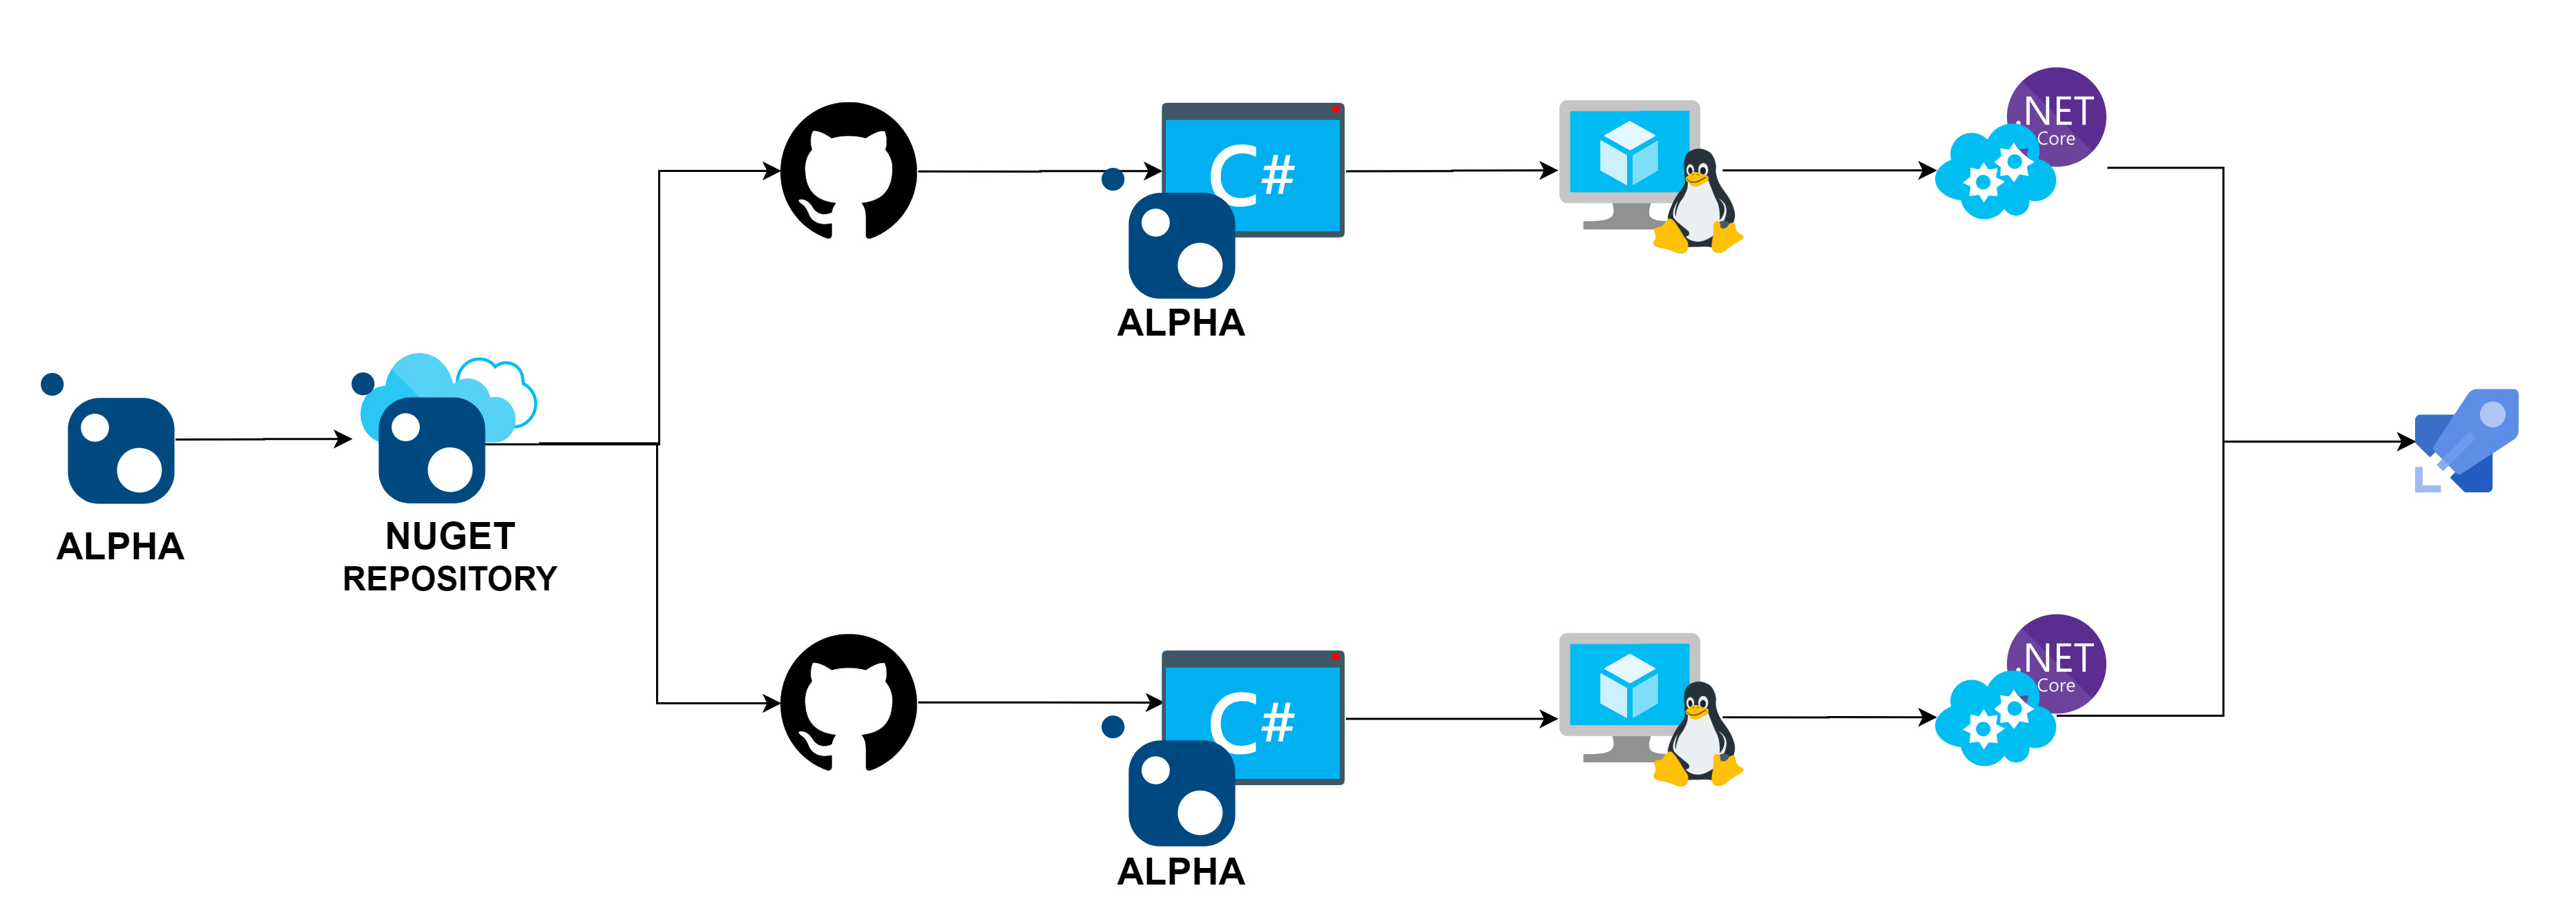 C#
ALPHA
.NET
Core
ALPHA
NUGET
REPOSITORY
C#
ALPHA
.NET
Core